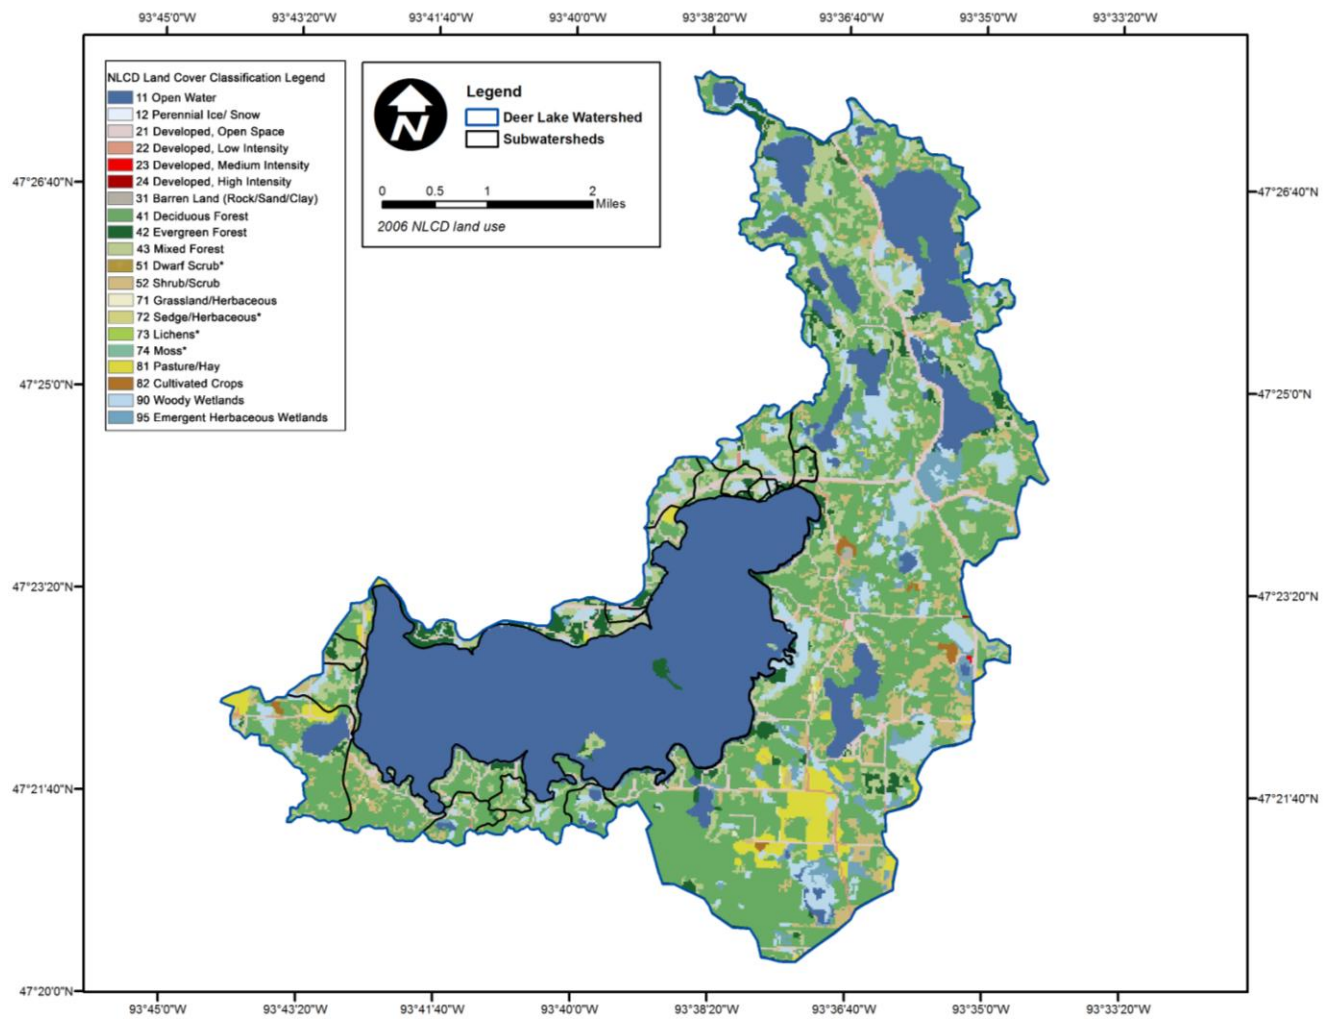 93°45'0"W 93°43'20"W 93°41'40"W 93°40'0"W 93°38'20"W 93°36'40"W 93°35'0"W 93°33'20"W
NLCD Land Cover Classification Legend
11 Open Water
12 Perennial Ice/ Snow
21 Developed, Open Space
22 Developed, Low Intensity
23 Developed, Medium Intensity
24 Developed, High Intensity
31 Barren Land (Rock/Sand/Clay)
41 Deciduous Forest
42 Evergreen Forest
43 Mixed Forest
51 Dwarf Scrub*
52 Shrub/Scrub
71 Grassland/Herbaceous
72 Sedge/Herbaceous*
73 Lichens*
74 Moss*
81 Pasture/Hay
82 Cultivated Crops
90 Woody Wetlands
95 Emergent Herbaceous Wetlands
N
Legend
Deer Lake Watershed
Subwatersheds
0 0.5 1 2
Miles
2006 NLCD land use
47°26'40"N
47°25'0"N
47°23'20"N
47°21'40"N
47°20'0"N
47°26'40"N
47°25'0"N
47°23'20"N
47°21'40"N
93°45'0"W 93°43'20"W 93°41'40"W 93°40'0"W 93°38'20"W 93°36'40"W 93°35'0"W 93°33'20"W